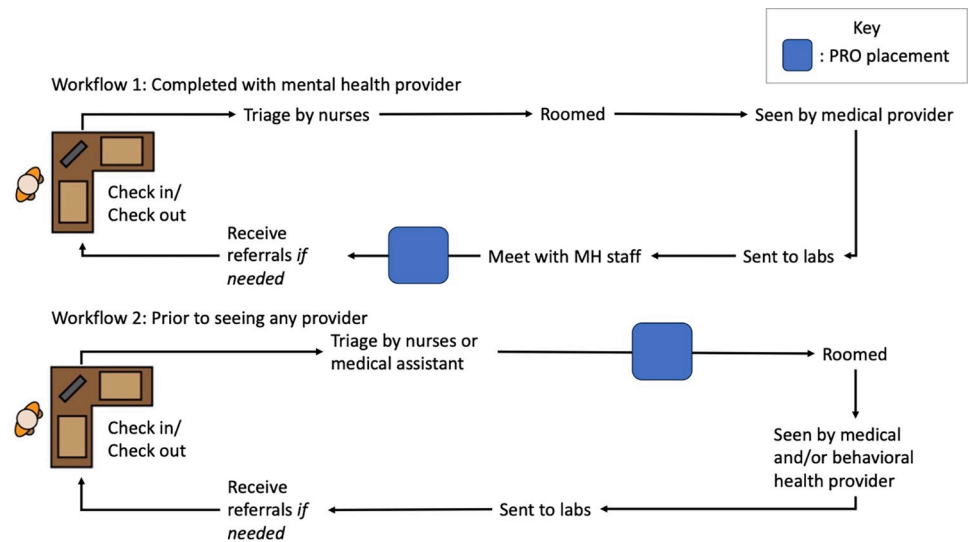 Key
: PRO placement
Workflow 1: Completed with mental health provider
Triage by nurses
Roomed
Seen by medical provider
Check in/
Check out
Receive
referrals if
needed
Meet with MH staff
Sent to labs
Workflow 2: Prior to seeing any provider
Triage by nurses or
medical assistant
Roomed
Check in/
Check out
Seen by medical
and/or behavioral
health provider
Receive
referrals if
needed
Sent to labs